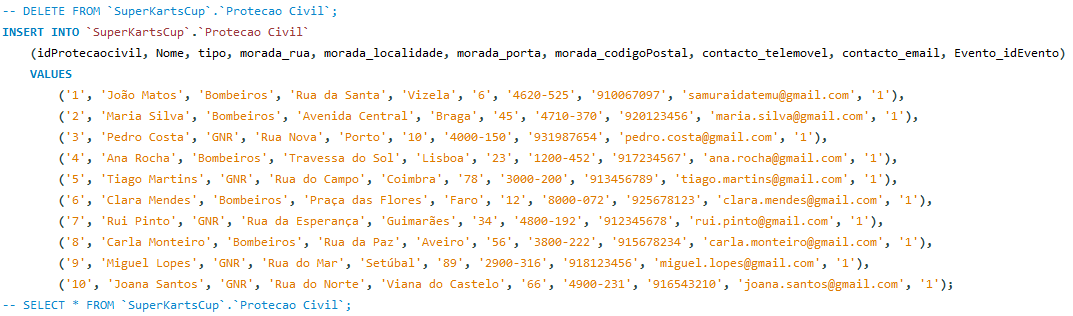 -- DELETE FROM `SuperKartsCup`.`Protecao Civil`;
INSERT INTO `SuperKartsCup`.`Protecao Civil`
(idProtecaocivil, Nome, tipo, morada_rua, morada_localidade, morada_porta, morada_codigoPostal, contacto_telemovel, contacto_email, Evento_idEvento)
VALUES
('1', 'João Matos', 'Bombeiros', 'Rua da Santa', 'Vizela', '6', '4620-525', '910067097', 'samuraidatemu@gmail.com', '1'),
('2', 'Maria Silva', 'Bombeiros', 'Avenida Central', 'Braga', '45', '4710-370', '920123456', 'maria.silva@gmail.com', '1'),
('3', 'Pedro Costa', 'GNR', 'Rua Nova', 'Porto', '10', '4000-150', '931987654', 'pedro.costa@gmail.com', '1'),
('4', 'Ana Rocha', 'Bombeiros', 'Travessa do Sol', 'Lisboa', '23', '1200-452', '917234567', 'ana.rocha@gmail.com', '1'),
('5', 'Tiago Martins', 'GNR', 'Rua do Campo', 'Coimbra', '78', '3000-200', '913456789', 'tiago.martins@gmail.com', '1'),
('6', 'Clara Mendes', 'Bombeiros', 'Praça das Flores', 'Faro', '12', '8000-072', '925678123', 'clara.mendes@gmail.com', '1'),
('7', 'Rui Pinto', 'GNR', 'Rua da Esperança', 'Guimarães', '34', '4800-192', '912345678', 'rui.pinto@gmail.com', '1'),
('8', 'Carla Monteiro', 'Bombeiros', 'Rua da Paz', 'Aveiro', '56', '3800-222', '915678234', 'carla.monteiro@gmail.com', '1'),
('9', 'Miguel Lopes', 'GNR', 'Rua do Mar', 'Setúbal', '89', '2900-316', '918123456', 'miguel.lopes@gmail.com', '1'),
('10', 'Joana Santos', 'GNR', 'Rua do Norte', 'Viana do Castelo', '66', '4900-231', '916543210', 'joana.santos@gmail.com', '1');
-- SELECT * FROM `SuperKartsCup`.`Protecao Civil`;